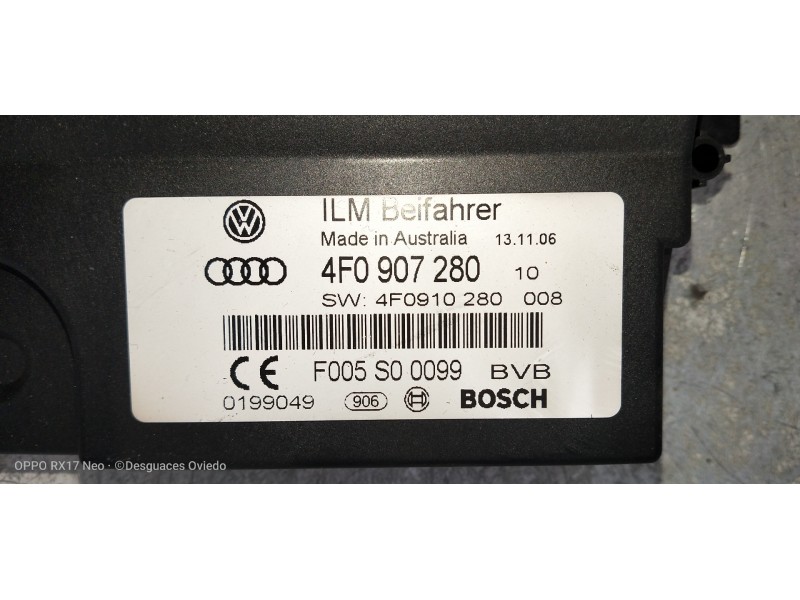 ILM Beifahrer
Made in Australia 13.11.06
4F0 907 280 10
SW: 4F0910 280 008
F005 S0 0099 BVB
0199049 906 BOSCH
OPPO RX17 Neo · ©Desguaces Oviedo